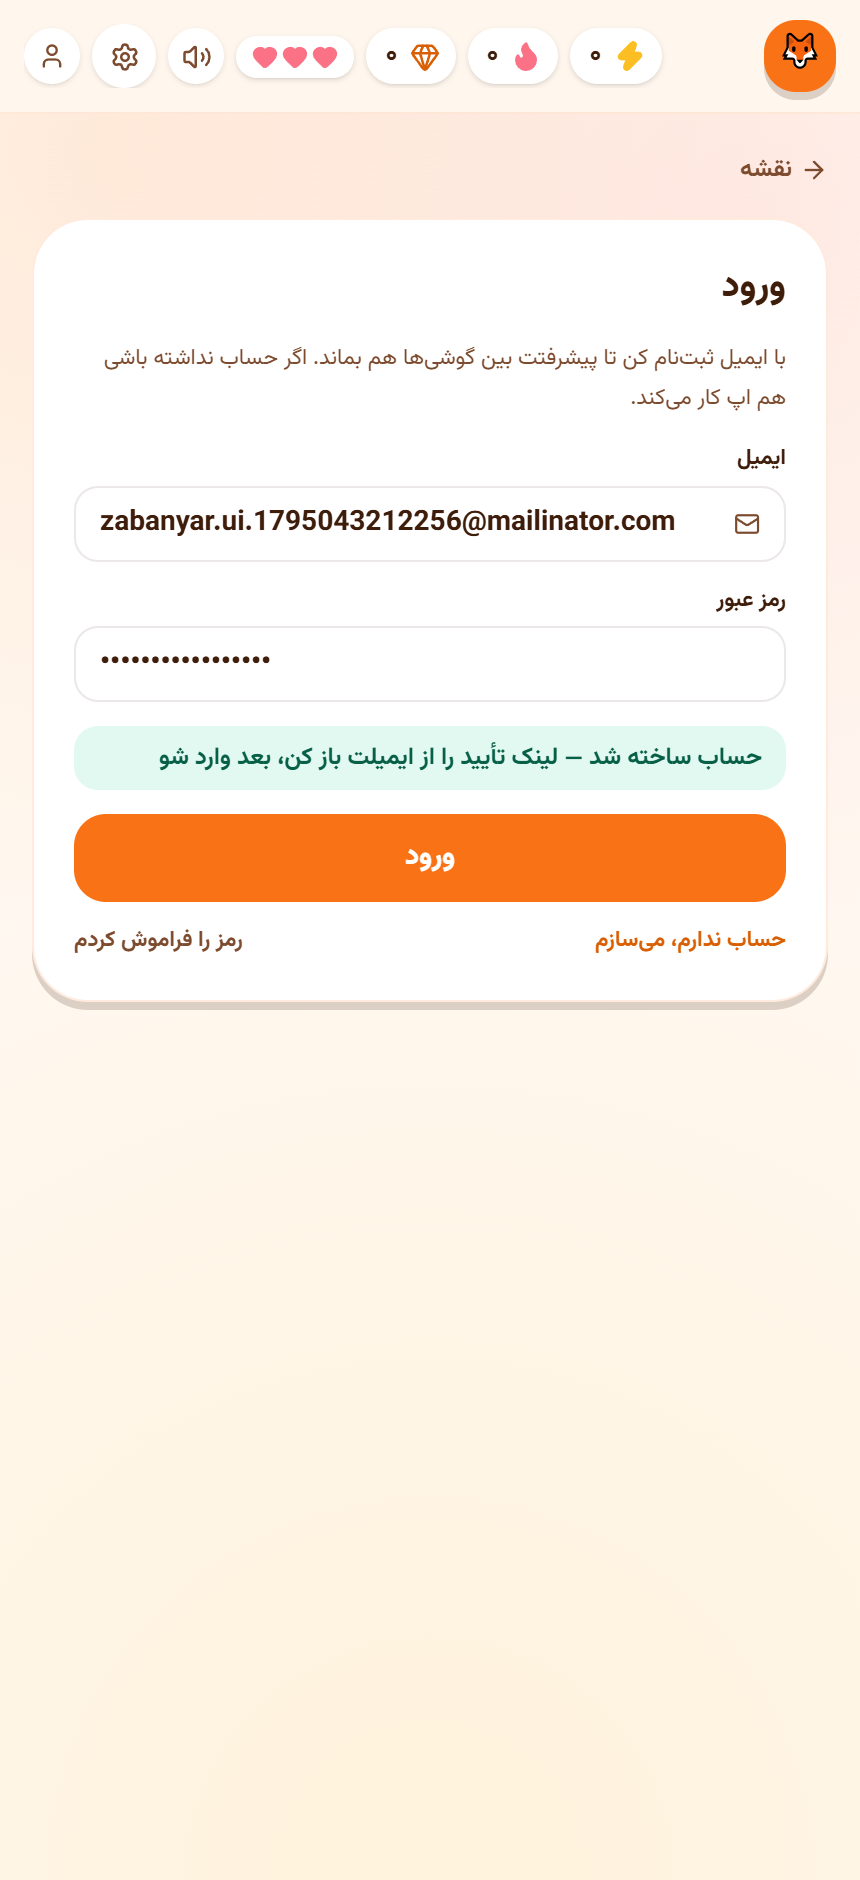 ۰ ۰ ۰
نقشه
ورود
با ایمیل ثبت‌نام کن تا پیشرفتت بین گوشی‌ها هم بماند. اگر حساب نداشته باشی
هم اپ کار می‌کند.
ایمیل
zabanyar.ui.1795043212256@mailinator.com
رمز عبور
•••••••••••••••••
حساب ساخته شد — لینک تأیید را از ایمیلت باز کن، بعد وارد شو
ورود
حساب ندارم، می‌سازم
رمز را فراموش کردم